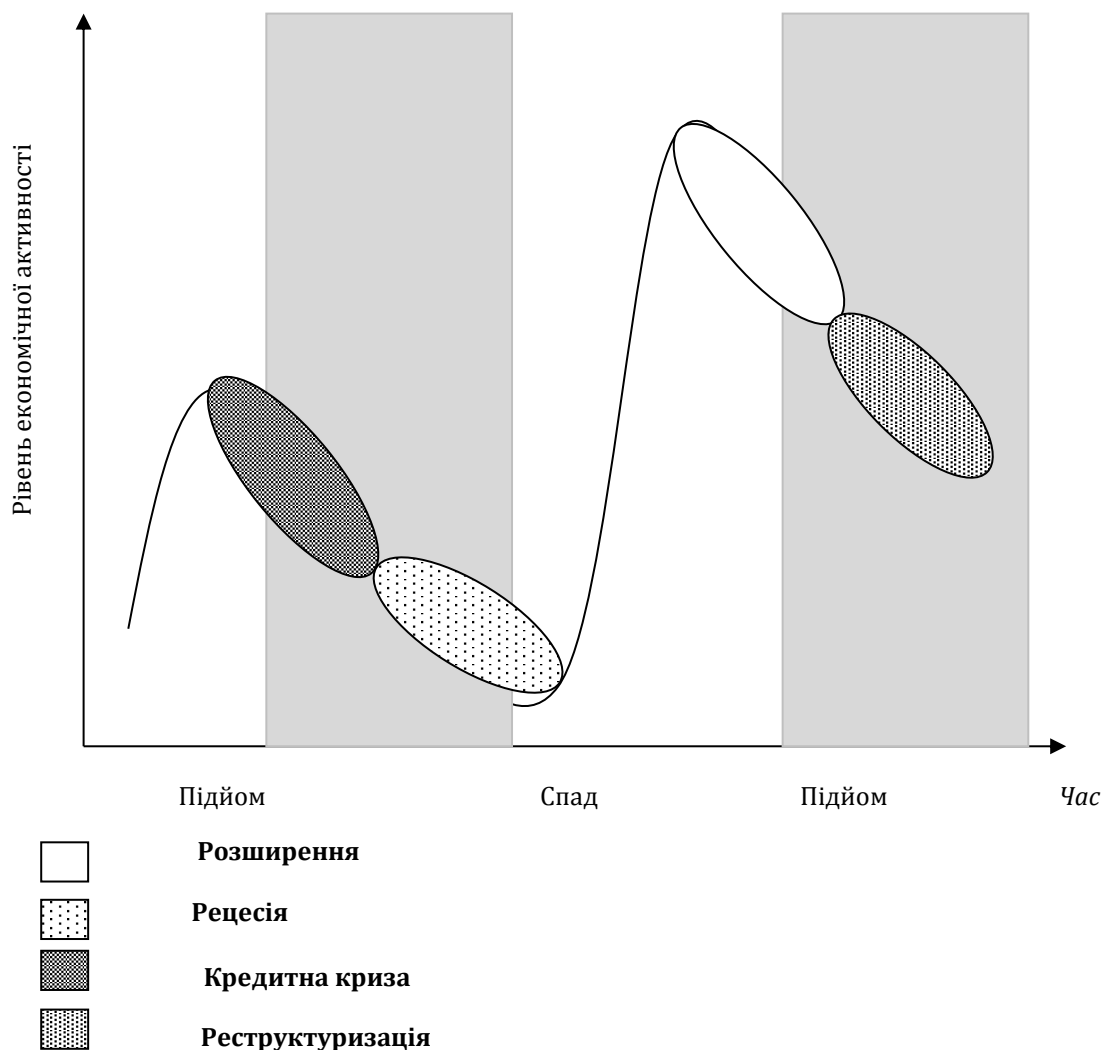 Рівень економічної активності
Підйом Спад Підйом Час
Розширення
Рецесія
Кредитна криза
Реструктуризація